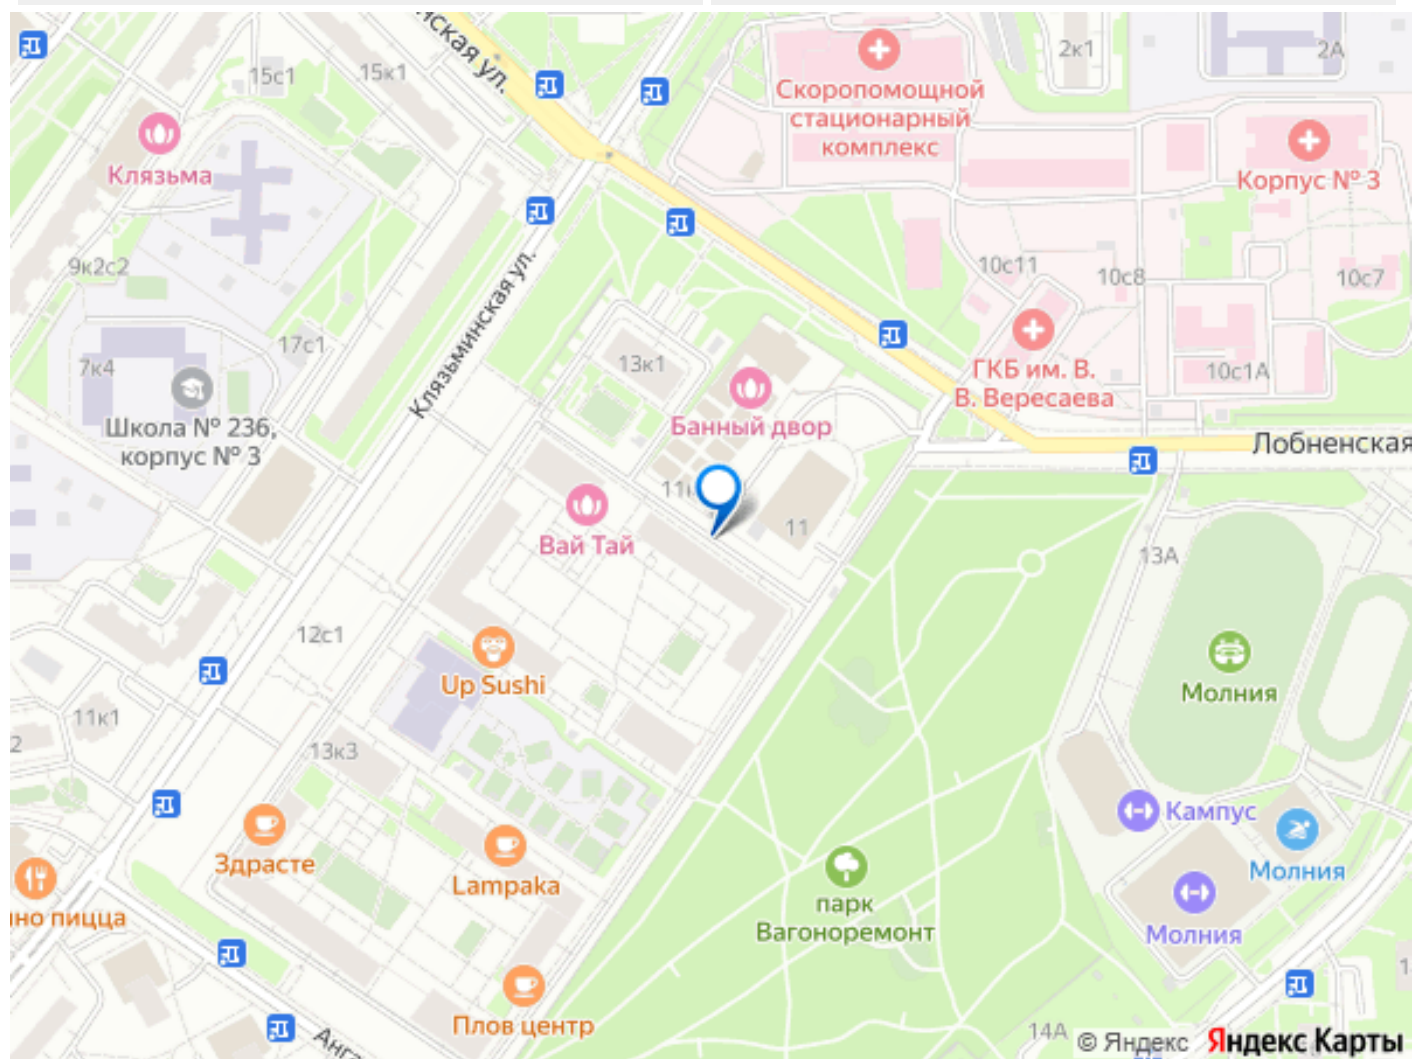 нская ул.
2к1
2А
15с1
15к1
Скоропомощной
стационарный
комплекс
Клязьма
Корпус № 3
9к2с2
Клязьминская ул.
10с11
10с8
10с7
17с1
7к4
13к1
ГКБ им. В.
В. Вересаева
10с1А
Школа № 236,
корпус № 3
Банный двор
Лобненская
11
Вай Тай
13А
12с1
Up Sushi
Молния
11к1
2
13к3
Кампус
Здрасте
Lampaka
Молния
но пицца
парк
Вагоноремонт
Молния
Плов центр
Анга
14А
© Яндекс Яндекс Карты